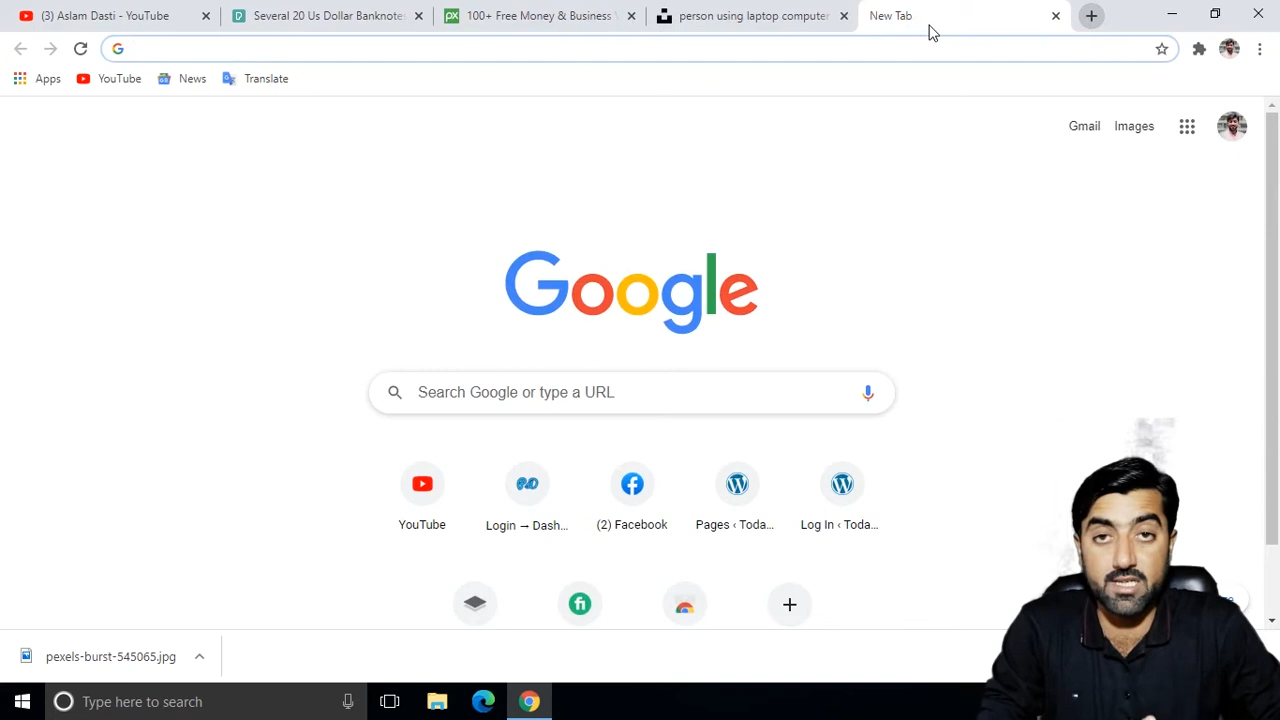 (3) Aslam Dasti - YouTube
Several 20 Us Dollar Banknotes
100+ Free Money & Business V
person using laptop computer
New Tab
Apps
YouTube
News
Translate
Gmail
Images
Google
Search Google or type a URL
YouTube
Login → Dash...
(2) Facebook
Pages ‹ Toda...
Log In ‹ Toda...
pexels-burst-545065.jpg
Type here to search